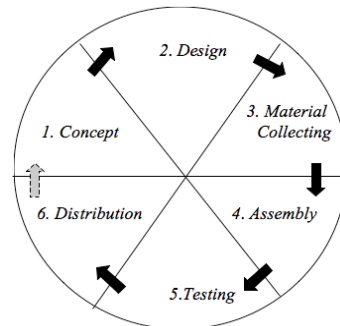 1. Concept
2. Design
3. Material
Collecting
4. Assembly
5.Testing
6. Distribution